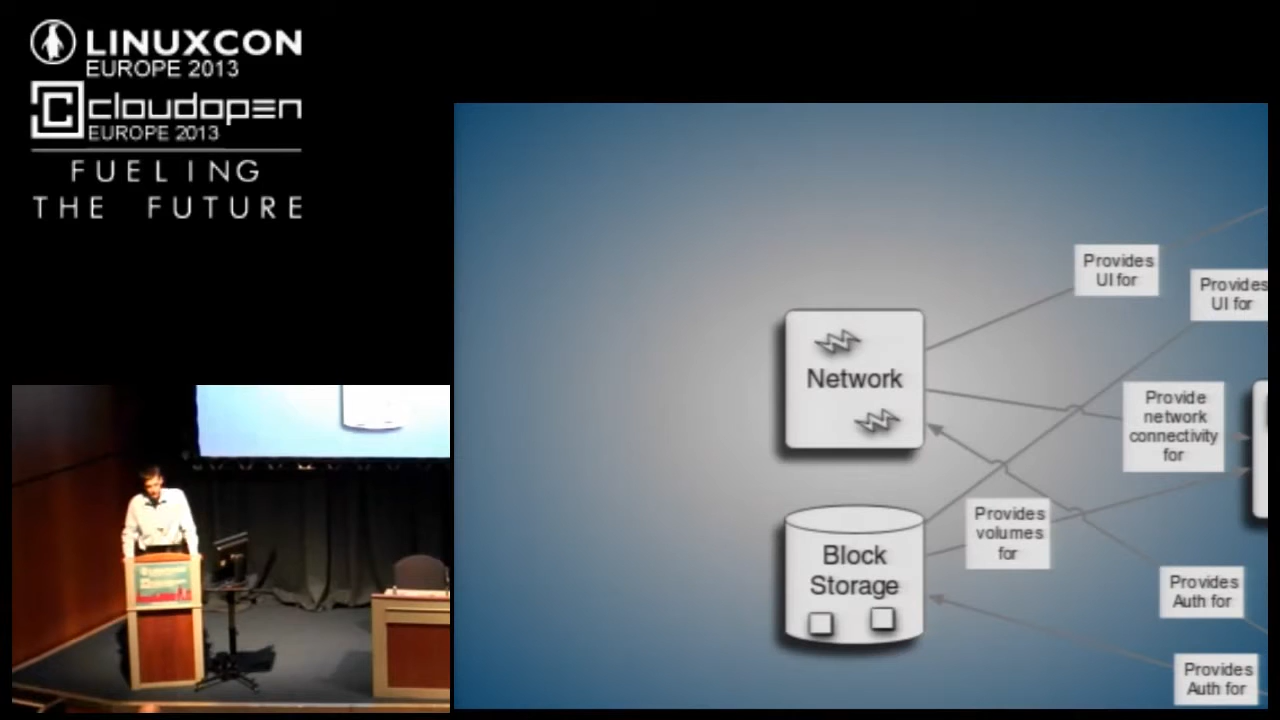 LINUXCON
EUROPE 2013
cloudopen
EUROPE 2013
FUELING
THE FUTURE
Provides
UI for
Provides
UI for
Network
Provide
network
connectivity
for
Provides
volumes
for
Block
Storage
Provides
Auth for
Provides
Auth for